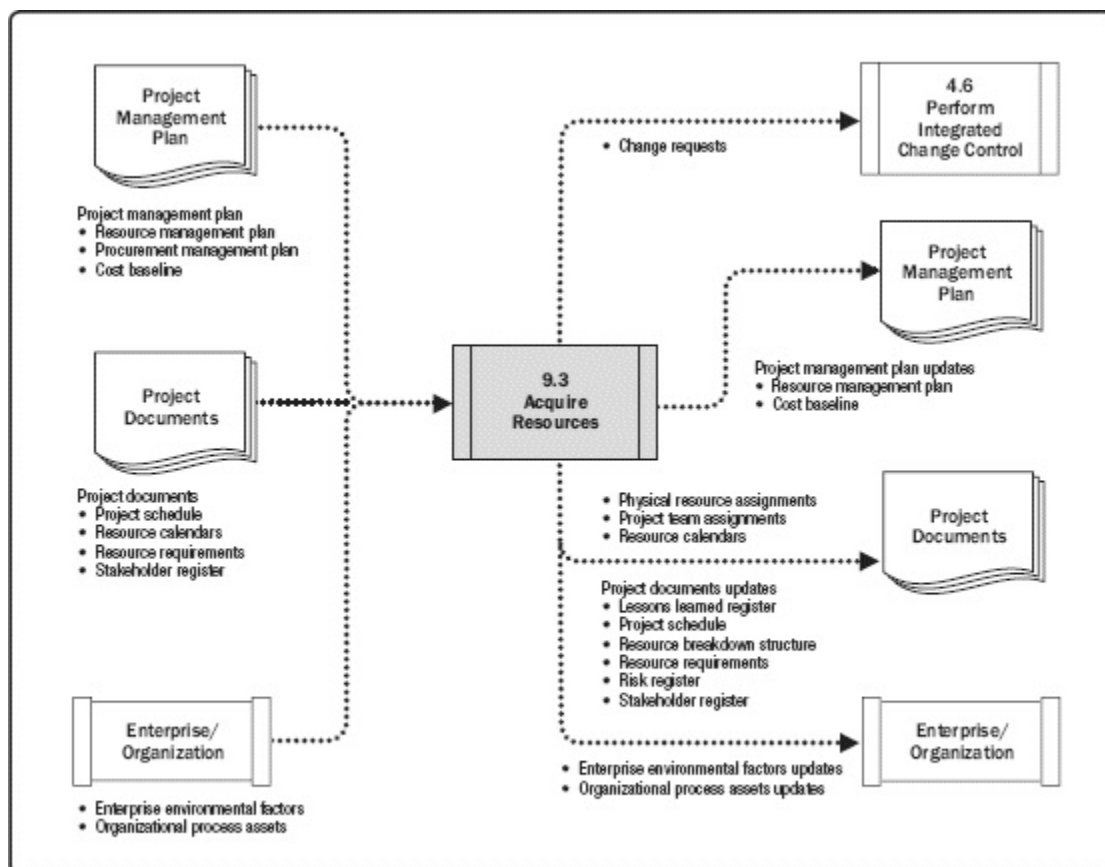 Project
Management
Plan
Project management plan
• Resource management plan
• Procurement management plan
• Cost baseline
Project
Documents
Project documents
• Project schedule
• Resource calendars
• Resource requirements
• Stakeholder register
Enterprise/
Organization
• Enterprise environmental factors
• Organizational process assets
9.3
Acquire
Resources
• Change requests
4.6
Perform
Integrated
Change Control
Project
Management
Plan
Project management plan updates
• Resource management plan
• Cost baseline
• Physical resource assignments
• Project team assignments
• Resource calendars
Project
Documents
Project documents updates
• Lessons learned register
• Project schedule
• Resource breakdown structure
• Resource requirements
• Risk register
• Stakeholder register
Enterprise/
Organization
• Enterprise environmental factors updates
• Organizational process assets updates